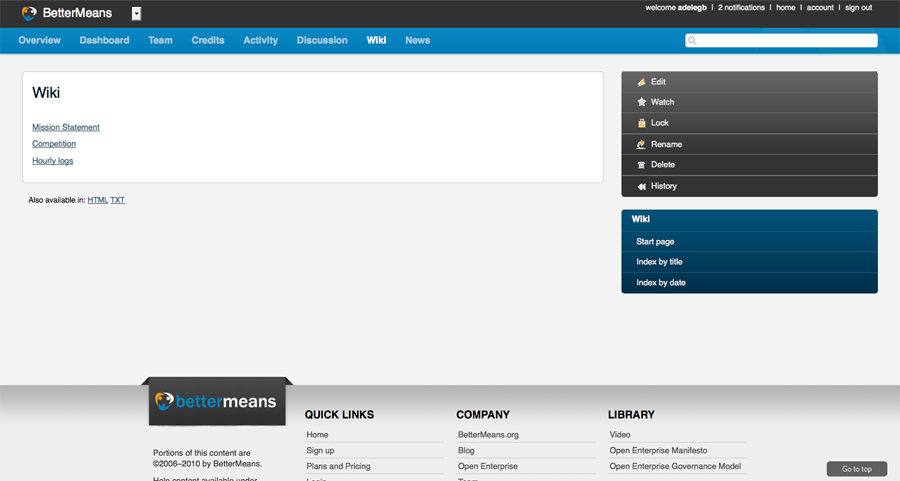 BetterMeans
welcome adelegb | 2 notifications | home | account | sign out
Overview Dashboard Team Credits Activity Discussion Wiki News
Wiki
Mission Statement
Competition
Hourly logs
Also available in: HTML TXT
Edit
Watch
Lock
Rename
Delete
History
Wiki
Start page
Index by title
Index by date
bettermeans
Portions of this content are
©2006–2010 by BetterMeans.
Help content available under
QUICK LINKS
Home
Sign up
Plans and Pricing
Login
COMPANY
BetterMeans.org
Blog
Open Enterprise
Team
LIBRARY
Video
Open Enterprise Manifesto
Open Enterprise Governance Model
Go to top